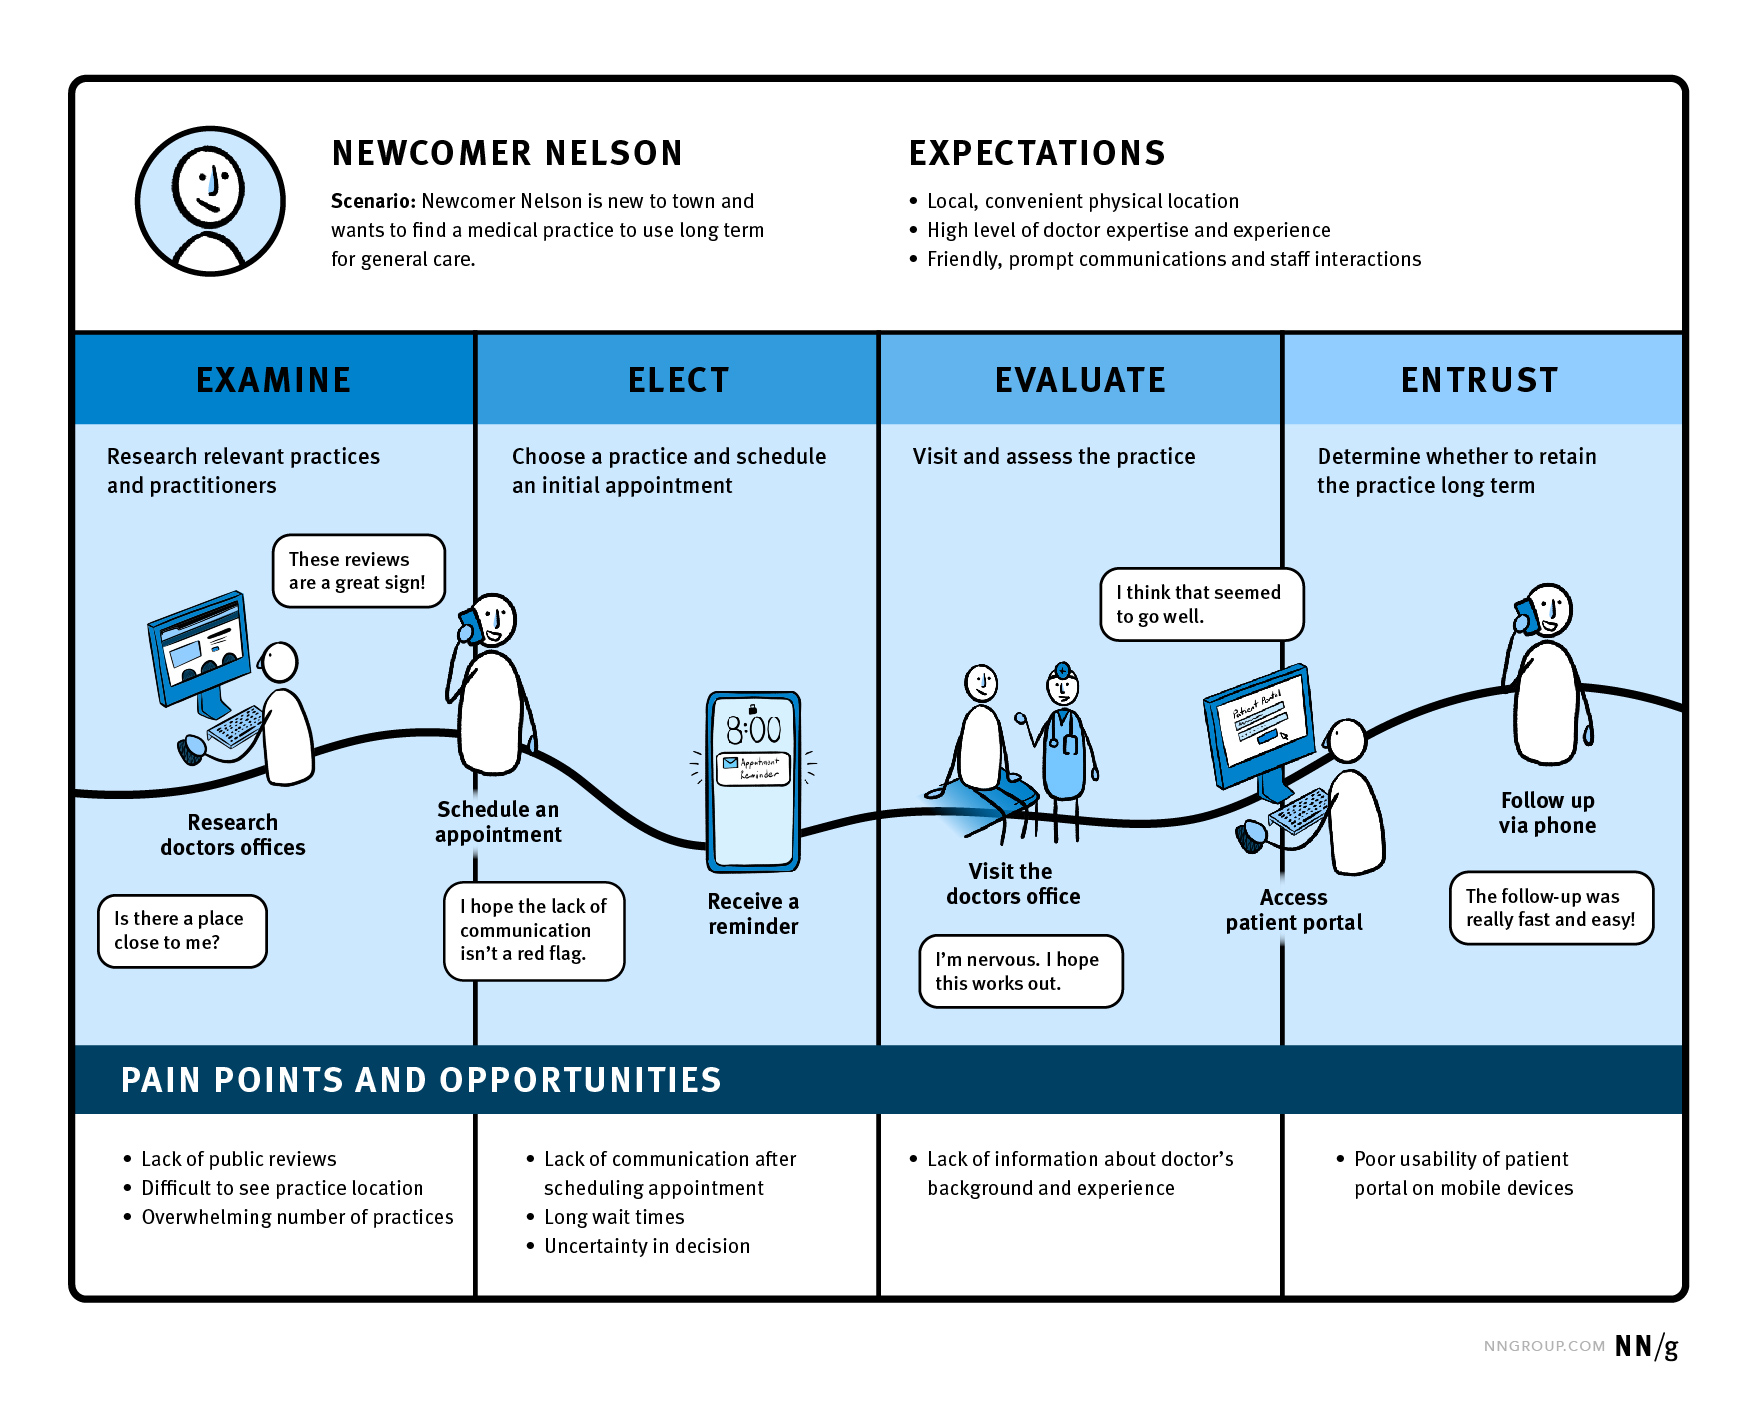 NEWCOMER NELSON
Scenario: Newcomer Nelson is new to town and
wants to find a medical practice to use long term
for general care.
EXPECTATIONS
• Local, convenient physical location
• High level of doctor expertise and experience
• Friendly, prompt communications and staff interactions
EXAMINE
ELECT
EVALUATE
ENTRUST
Research relevant practices
and practitioners
Choose a practice and schedule
an initial appointment
Visit and assess the practice
Determine whether to retain
the practice long term
These reviews
are a great sign!
Research
doctors offices
Is there a place
close to me?
Schedule an
appointment
I hope the lack of
communication
isn't a red flag.
8:00
Appointment
Reminder
Receive a
reminder
Visit the
doctors office
I'm nervous. I hope
this works out.
I think that seemed
to go well.
Patient Portal
Access
patient portal
Follow up
via phone
The follow-up was
really fast and easy!
PAIN POINTS AND OPPORTUNITIES
• Lack of public reviews
• Difficult to see practice location
• Overwhelming number of practices
• Lack of communication after
scheduling appointment
• Long wait times
• Uncertainty in decision
• Lack of information about doctor's
background and experience
• Poor usability of patient
portal on mobile devices
NNGROUP.COM NN/g